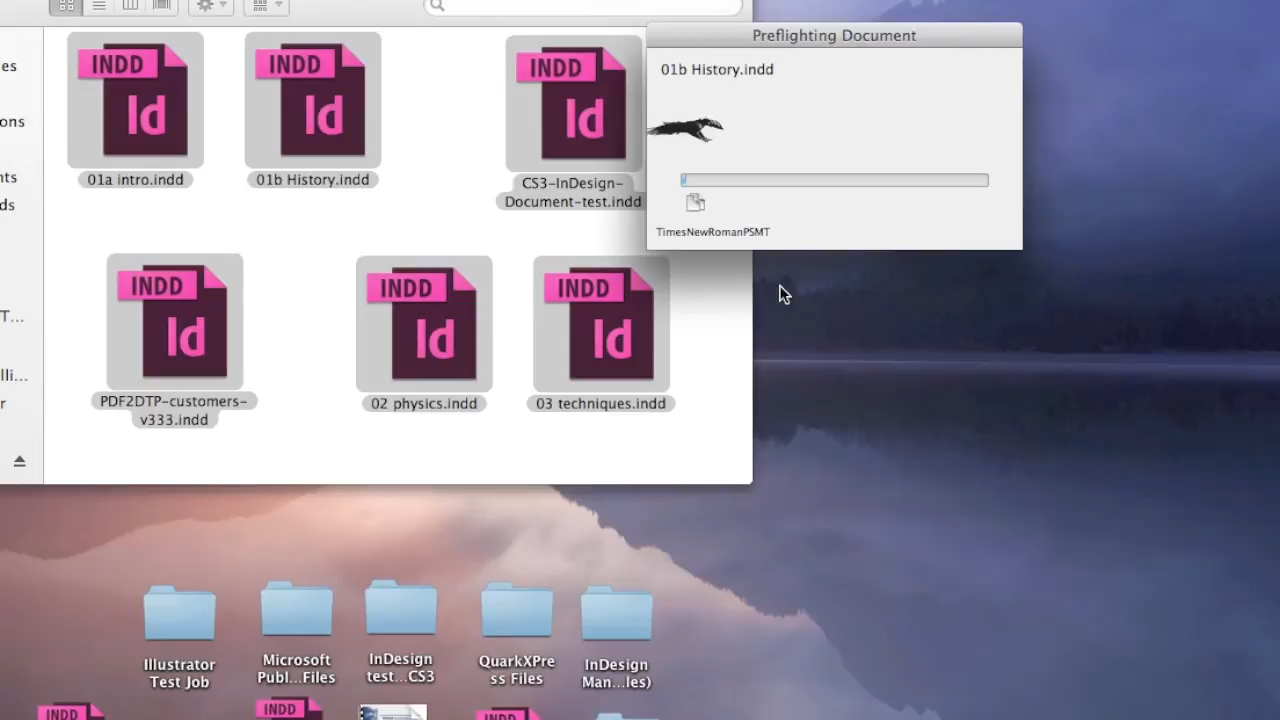 Preflighting Document
01b History.indd
TimesNewRomanPSMT
es
ons
nts
ds
T...
lli...
r
INDD
Id
01a intro.indd
INDD
Id
01b History.indd
INDD
Id
CS3-InDesign-
Document-test.indd
INDD
Id
PDF2DTP-customers-
v333.indd
INDD
Id
02 physics.indd
INDD
Id
03 techniques.indd
Illustrator
Test Job
Microsoft
Publ...Files
InDesign
test...CS3
QuarkXPre
ss Files
InDesign
Man...les)
INDD
INDD
INDD